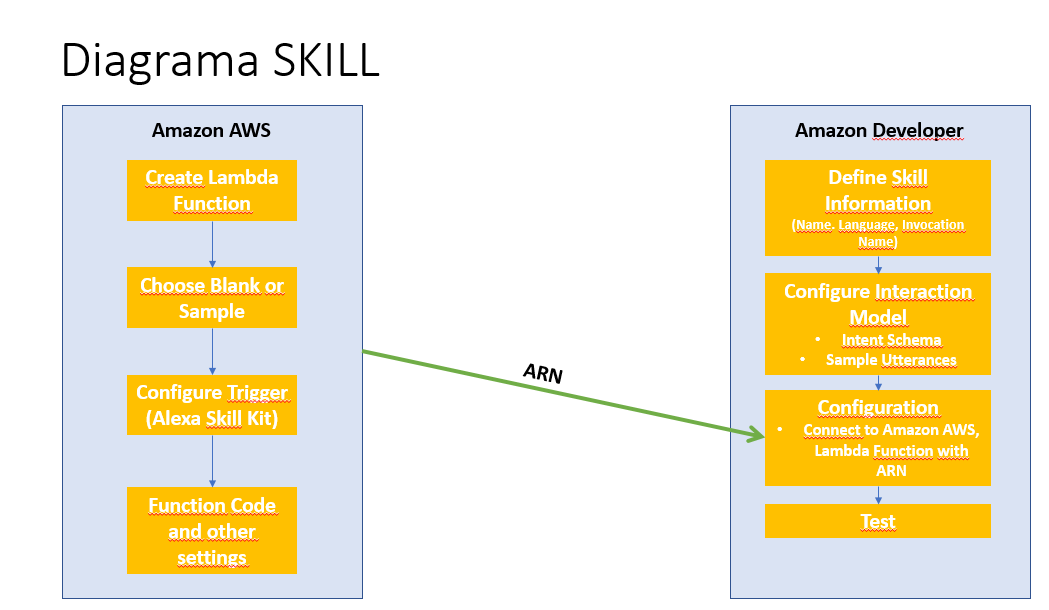 Diagrama SKILL
Amazon AWS
Create Lambda
Function
Choose Blank or
Sample
Configure Trigger
(Alexa Skill Kit)
Function Code
and other
settings
ARN
Amazon Developer
Define Skill
Information
(Name. Language, Invocation
Name)
Configure Interaction
Model
• Intent Schema
• Sample Utterances
Configuration
• Connect to Amazon AWS,
Lambda Function with
ARN
Test